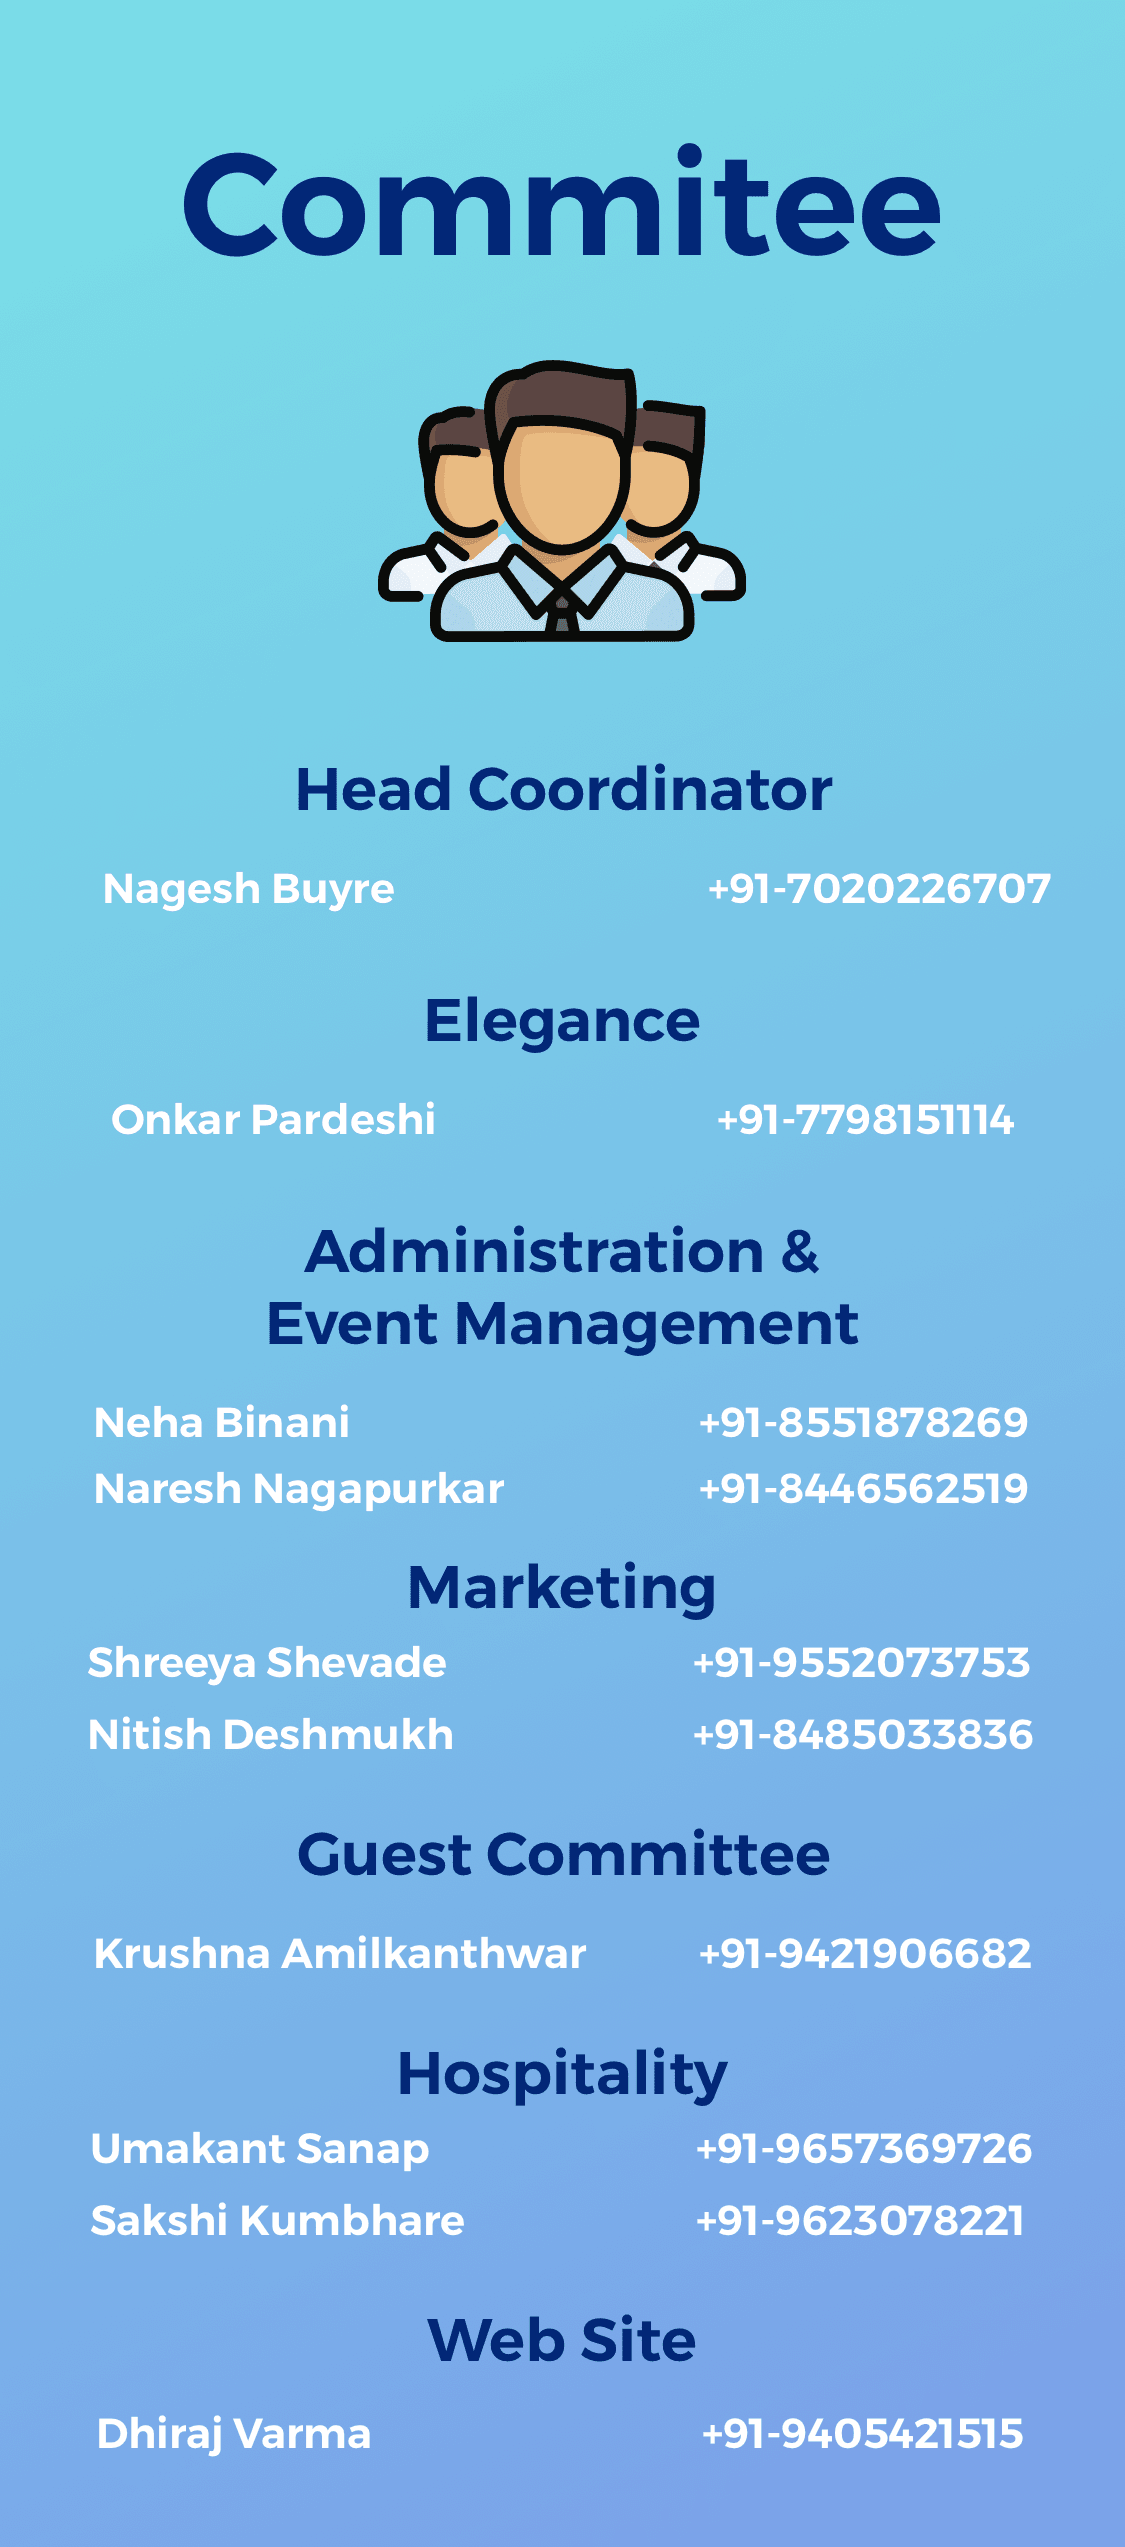 Commitee
Head Coordinator
Nagesh Buyre +91-7020226707
Elegance
Onkar Pardeshi +91-7798151114
Administration &
Event Management
Neha Binani +91-8551878269
Naresh Nagapurkar +91-8446562519
Marketing
Shreeya Shevade +91-9552073753
Nitish Deshmukh +91-8485033836
Guest Committee
Krushna Amilkanthwar +91-9421906682
Hospitality
Umakant Sanap +91-9657369726
Sakshi Kumbhare +91-9623078221
Web Site
Dhiraj Varma +91-9405421515